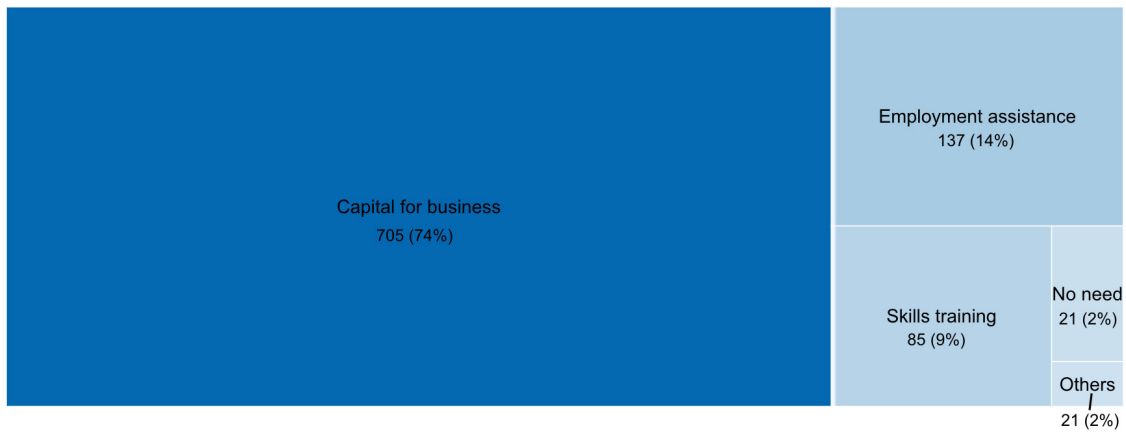 Capital for business
705 (74%)
Employment assistance
137 (14%)
Skills training
85 (9%)
No need
21 (2%)
Others
21 (2%)